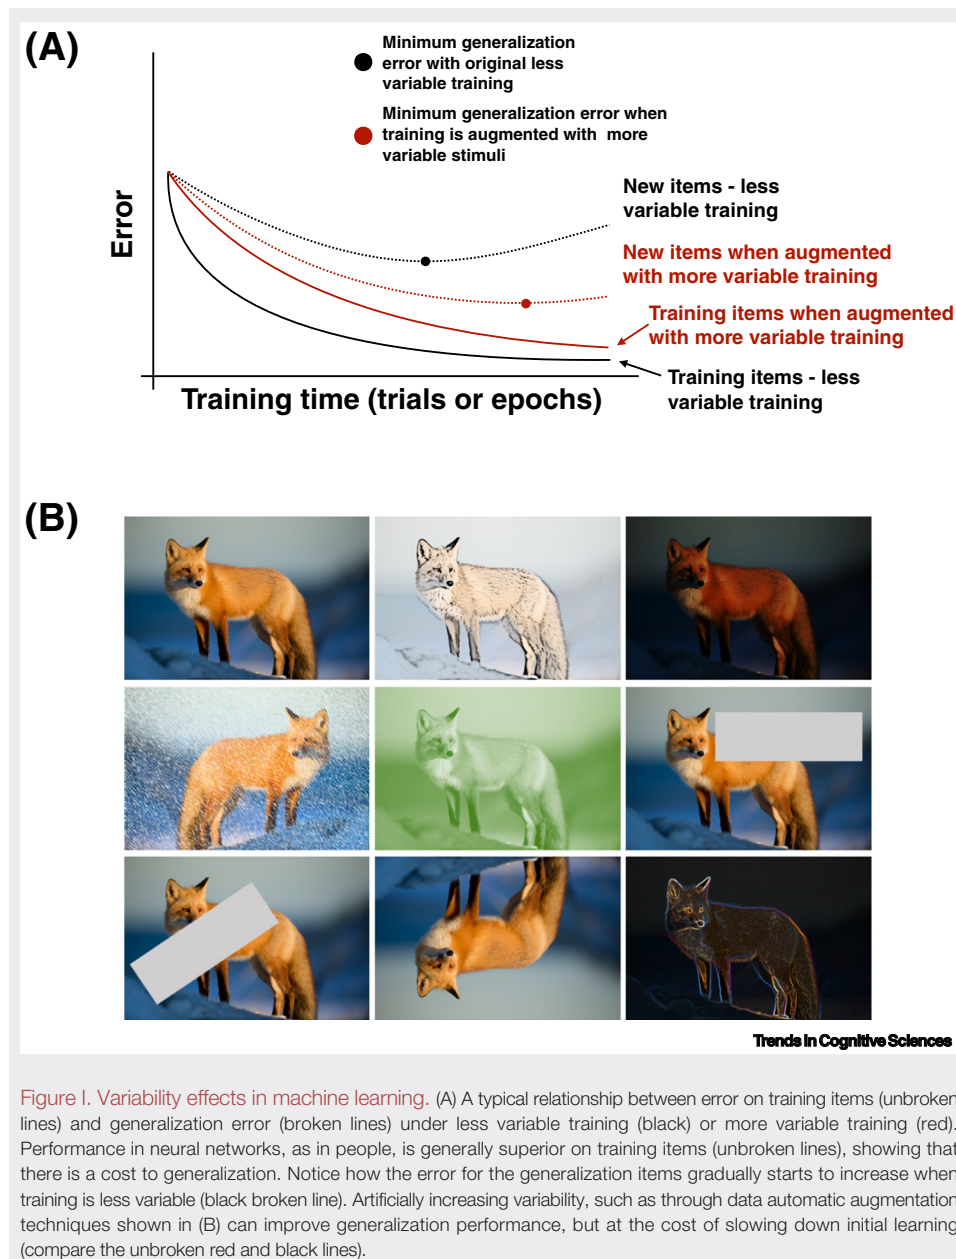 (A)
Minimum generalization
error with original less
variable training
Minimum generalization error when
training is augmented with more
variable stimuli
Error
New items - less
variable training
New items when augmented
with more variable training
Training items when augmented
with more variable training
Training items - less
variable training
Training time (trials or epochs)
(B)
Trends in Cognitive Sciences
Figure I. Variability effects in machine learning. (A) A typical relationship between error on training items (unbroken
lines) and generalization error (broken lines) under less variable training (black) or more variable training (red).
Performance in neural networks, as in people, is generally superior on training items (unbroken lines), showing that
there is a cost to generalization. Notice how the error for the generalization items gradually starts to increase when
training is less variable (black broken line). Artificially increasing variability, such as through data automatic augmentation
techniques shown in (B) can improve generalization performance, but at the cost of slowing down initial learning
(compare the unbroken red and black lines).